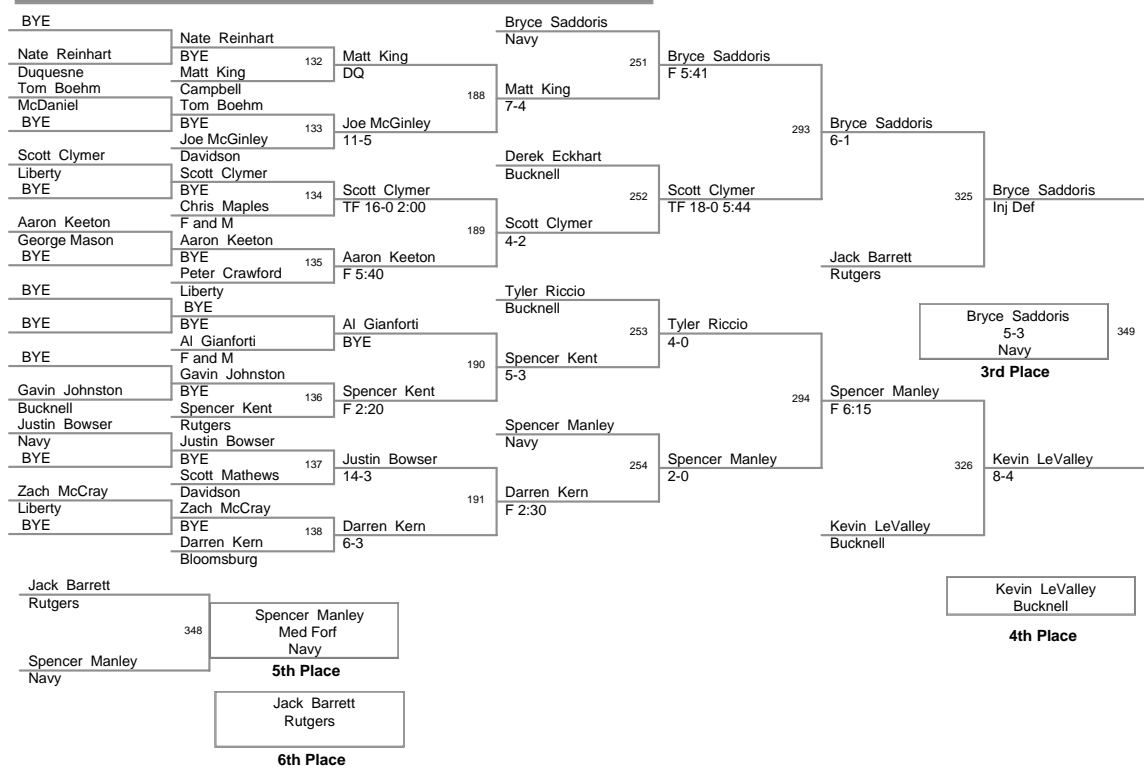 BYE
Nate Reinhart
Duquesne
Tom Boehm
McDaniel
BYE
Scott Clymer
Liberty
BYE
Aaron Keeton
George Mason
BYE
BYE
BYE
BYE
Gavin Johnston
Bucknell
Justin Bowser
Navy
BYE
Zach McCray
Liberty
BYE
Nate Reinhart
BYE
132
Matt King
Campbell
Tom Boehm
BYE
133
Joe McGinley
Davidson
Scott Clymer
BYE
134
Chris Maples
F and M
Aaron Keeton
BYE
135
Peter Crawford
Liberty
BYE
BYE
Al Gianforti
F and M
Gavin Johnston
BYE
136
Spencer Kent
Rutgers
Justin Bowser
BYE
137
Scott Mathews
Davidson
Zach McCray
BYE
138
Darren Kern
Bloomsburg
Matt King
DQ
188
Joe McGinley
11-5
Scott Clymer
TF 16-0 2:00
189
Aaron Keeton
F 5:40
Al Gianforti
BYE
190
Spencer Kent
F 2:20
Justin Bowser
14-3
191
Darren Kern
6-3
Bryce Saddoris
Navy
251
Matt King
7-4
Derek Eckhart
Bucknell
252
Scott Clymer
4-2
Tyler Riccio
Bucknell
253
Spencer Kent
5-3
Spencer Manley
Navy
254
Darren Kern
F 2:30
Bryce Saddoris
F 5:41
293
Scott Clymer
TF 18-0 5:44
Tyler Riccio
4-0
294
Spencer Manley
2-0
Bryce Saddoris
6-1
325
Jack Barrett
Rutgers
Spencer Manley
F 6:15
326
Kevin LeValley
Bucknell
Bryce Saddoris
Inj Def
Kevin LeValley
8-4
Bryce Saddoris
5-3
Navy
349
3rd Place
Kevin LeValley
Bucknell
4th Place
Jack Barrett
Rutgers
348
Spencer Manley
Navy
Spencer Manley
Med Forf
Navy
5th Place
Jack Barrett
Rutgers
6th Place